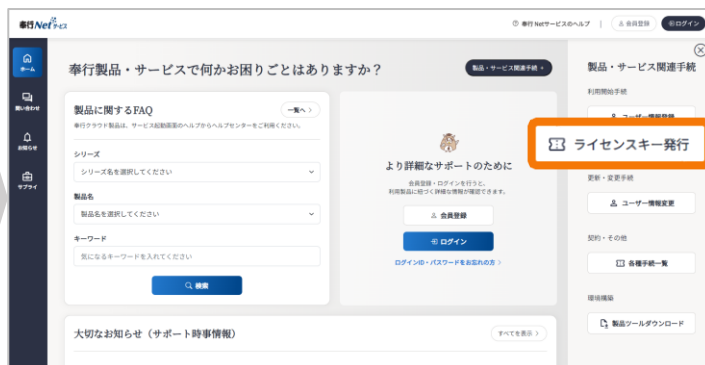 奉行Netサービス
奉行Netサービスのヘルプ
会員登録
ログイン
ホーム
問い合わせ
お知らせ
サプライ
奉行製品・サービスで何かお困りごとはありますか?
製品・サービス関連手続
製品に関するFAQ
一覧へ
奉行クラウド製品は、サービス起動画面のヘルプからヘルプセンターをご利用ください。
シリーズ
シリーズ名を選択してください
製品名
製品名を選択してください
キーワード
気になるキーワードを入れてください
検索
より詳細なサポートのために
会員登録・ログインを行うと、
利用製品に紐づく詳細な情報が確認できます。
会員登録
ログイン
ログインID・パスワードをお忘れの方
大切なお知らせ(サポート時事情報)
すべてを表示
製品・サービス関連手続
利用開始手続
ユーザー情報登録
ライセンスキー発行
更新・変更手続
ユーザー情報変更
契約・その他
各種手続一覧
環境構築
製品ツールダウンロード